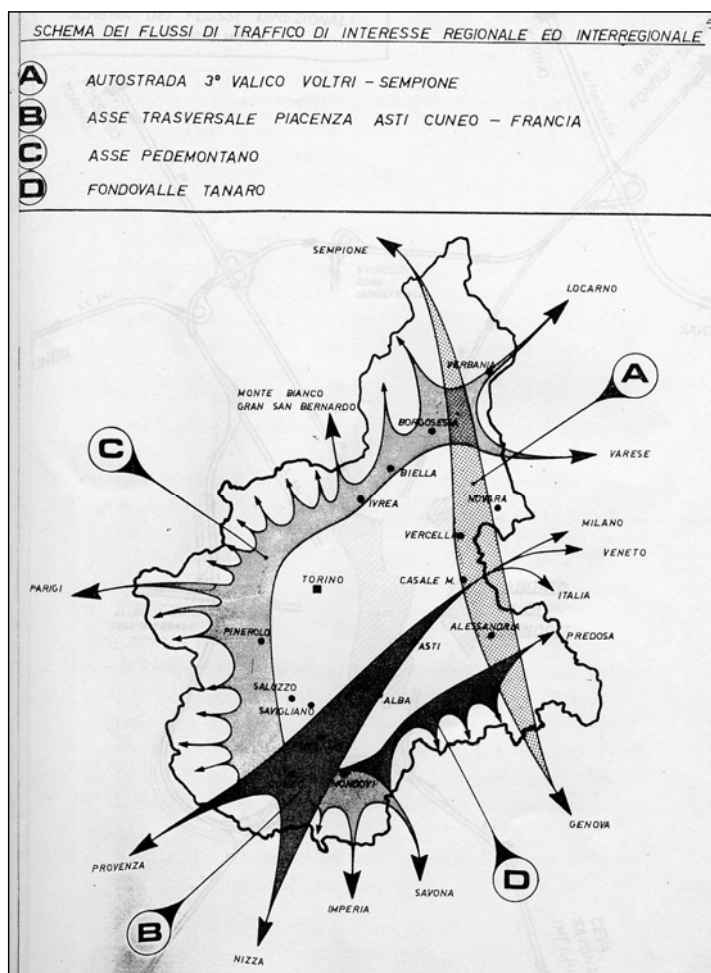 SCHEMA DEI FLUSSI DI TRAFFICO DI INTERESSE REGIONALE ED INTERREGIONALE
A AUTOSTRADA 3° VALICO VOLTRI - SEMPIONE
B ASSE TRASVERSALE PIACENZA ASTI CUNEO - FRANCIA
C ASSE PEDEMONTANO
D FONDOVALLE TANARO
SEMPIONE
LOCARNO
VERBANIA
A
MONTE BIANCO
GRAN SAN BERNARDO
BORGOSESIA
C
VARESE
BIELLA
IVREA
NOVARA
MILANO
VERCELLI
VENETO
CASALE M.
TORINO
PARIGI
ITALIA
ALESSANDRIA
PREDOSA
PINEROLO
ASTI
SALUZZO
ALBA
SAVIGLIANO
MONDOVI
GENOVA
PROVENZA
D
SAVONA
IMPERIA
B
NIZZA